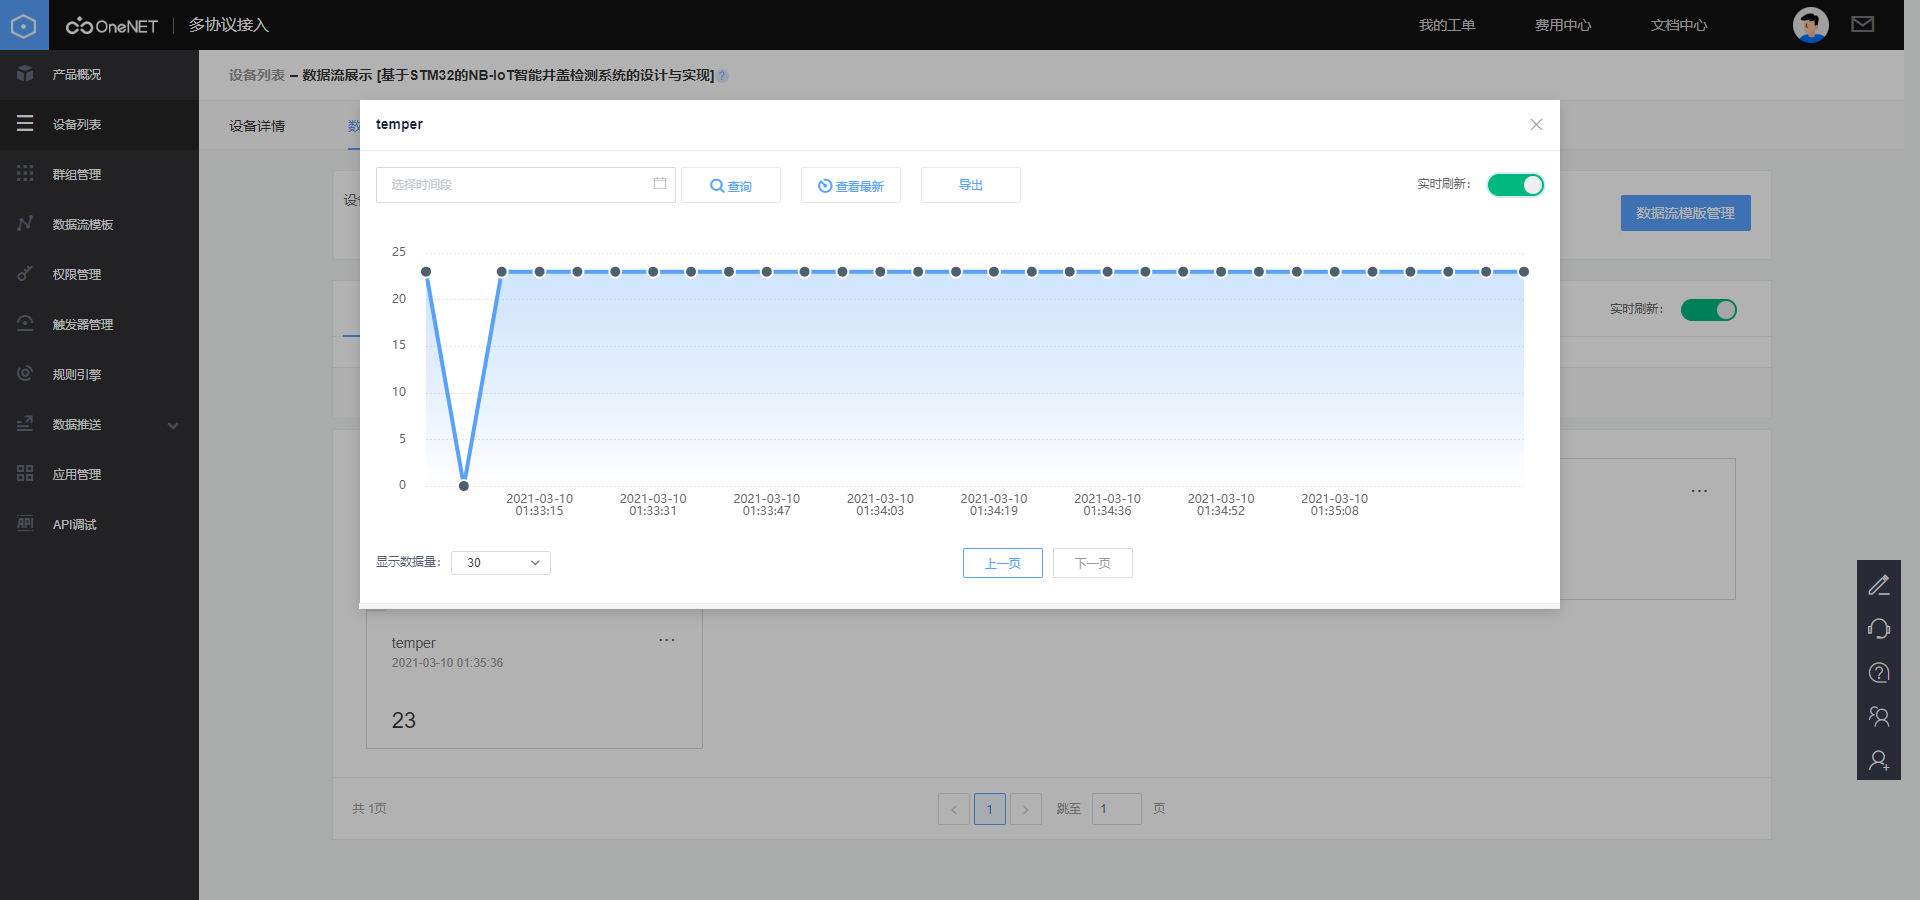 OneNET | 多协议接入
我的工单
费用中心
文档中心
产品概况
设备列表
群组管理
数据流模板
权限管理
触发器管理
规则引擎
数据推送
应用管理
API调试
设备列表 – 数据流展示 [基于STM32的NB-IoT智能井盖检测系统的设计与实现] ?
设备详情
数
设
数据流模版管理
实时刷新：
temper
选择时间段
查询
查看最新
导出
实时刷新：
25
20
15
10
5
0
2021-03-10 01:33:15
2021-03-10 01:33:31
2021-03-10 01:33:47
2021-03-10 01:34:03
2021-03-10 01:34:19
2021-03-10 01:34:36
2021-03-10 01:34:52
2021-03-10 01:35:08
显示数据量： 30
上一页
下一页
temper
...
2021-03-10 01:35:36
23
...
共 1页
< 1 > 跳至 1 页